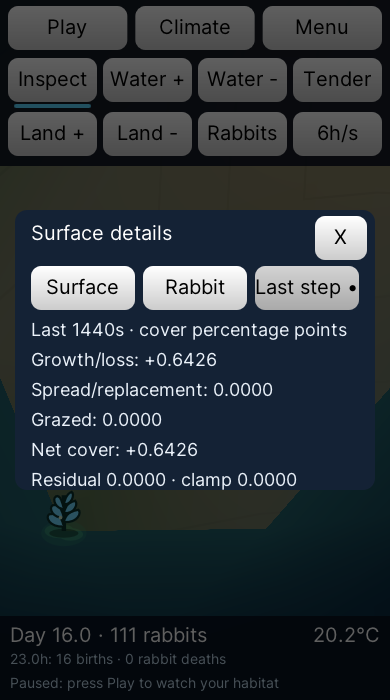 Play Climate Menu
Inspect Water + Water - Tender
Land + Land - Rabbits 6h/s
Surface details X
Surface Rabbit Last step •
Last 1440s · cover percentage points
Growth/loss: +0.6426
Spread/replacement: 0.0000
Grazed: 0.0000
Net cover: +0.6426
Residual 0.0000 · clamp 0.0000
Day 16.0 · 111 rabbits 20.2°C
23.0h: 16 births · 0 rabbit deaths
Paused: press Play to watch your habitat